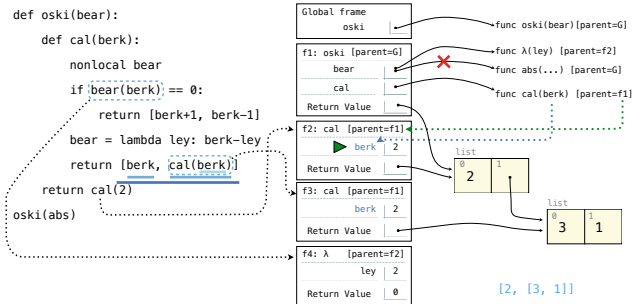 def oski(bear):
def cal(berk):
nonlocal bear
if bear(berk) == 0:
return [berk+1, berk-1]
bear = lambda ley: berk-ley
return [berk, cal(berk)]
return cal(2)
oski(abs)
Global frame
oski
f1: oski [parent=G]
bear
cal
Return Value
f2: cal [parent=f1]
berk 2
Return Value
f3: cal [parent=f1]
berk 2
Return Value
f4: λ [parent=f2]
ley 2
Return Value 0
func oski(bear)[parent=G]
func λ(ley) [parent=f2]
func abs(...) [parent=G]
func cal(berk) [parent=f1]
list
0 1
2
list
0 1
3 1
[2, [3, 1]]